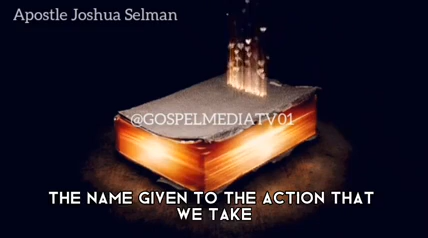 Apostle Joshua Selman
@GOSPELMEDIATV01
THE NAME GIVEN TO THE ACTION THAT
WE TAKE